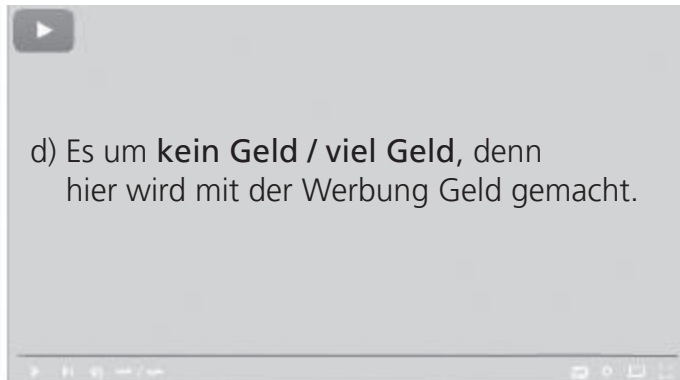 d) Es um kein Geld / viel Geld, denn
hier wird mit der Werbung Geld gemacht.